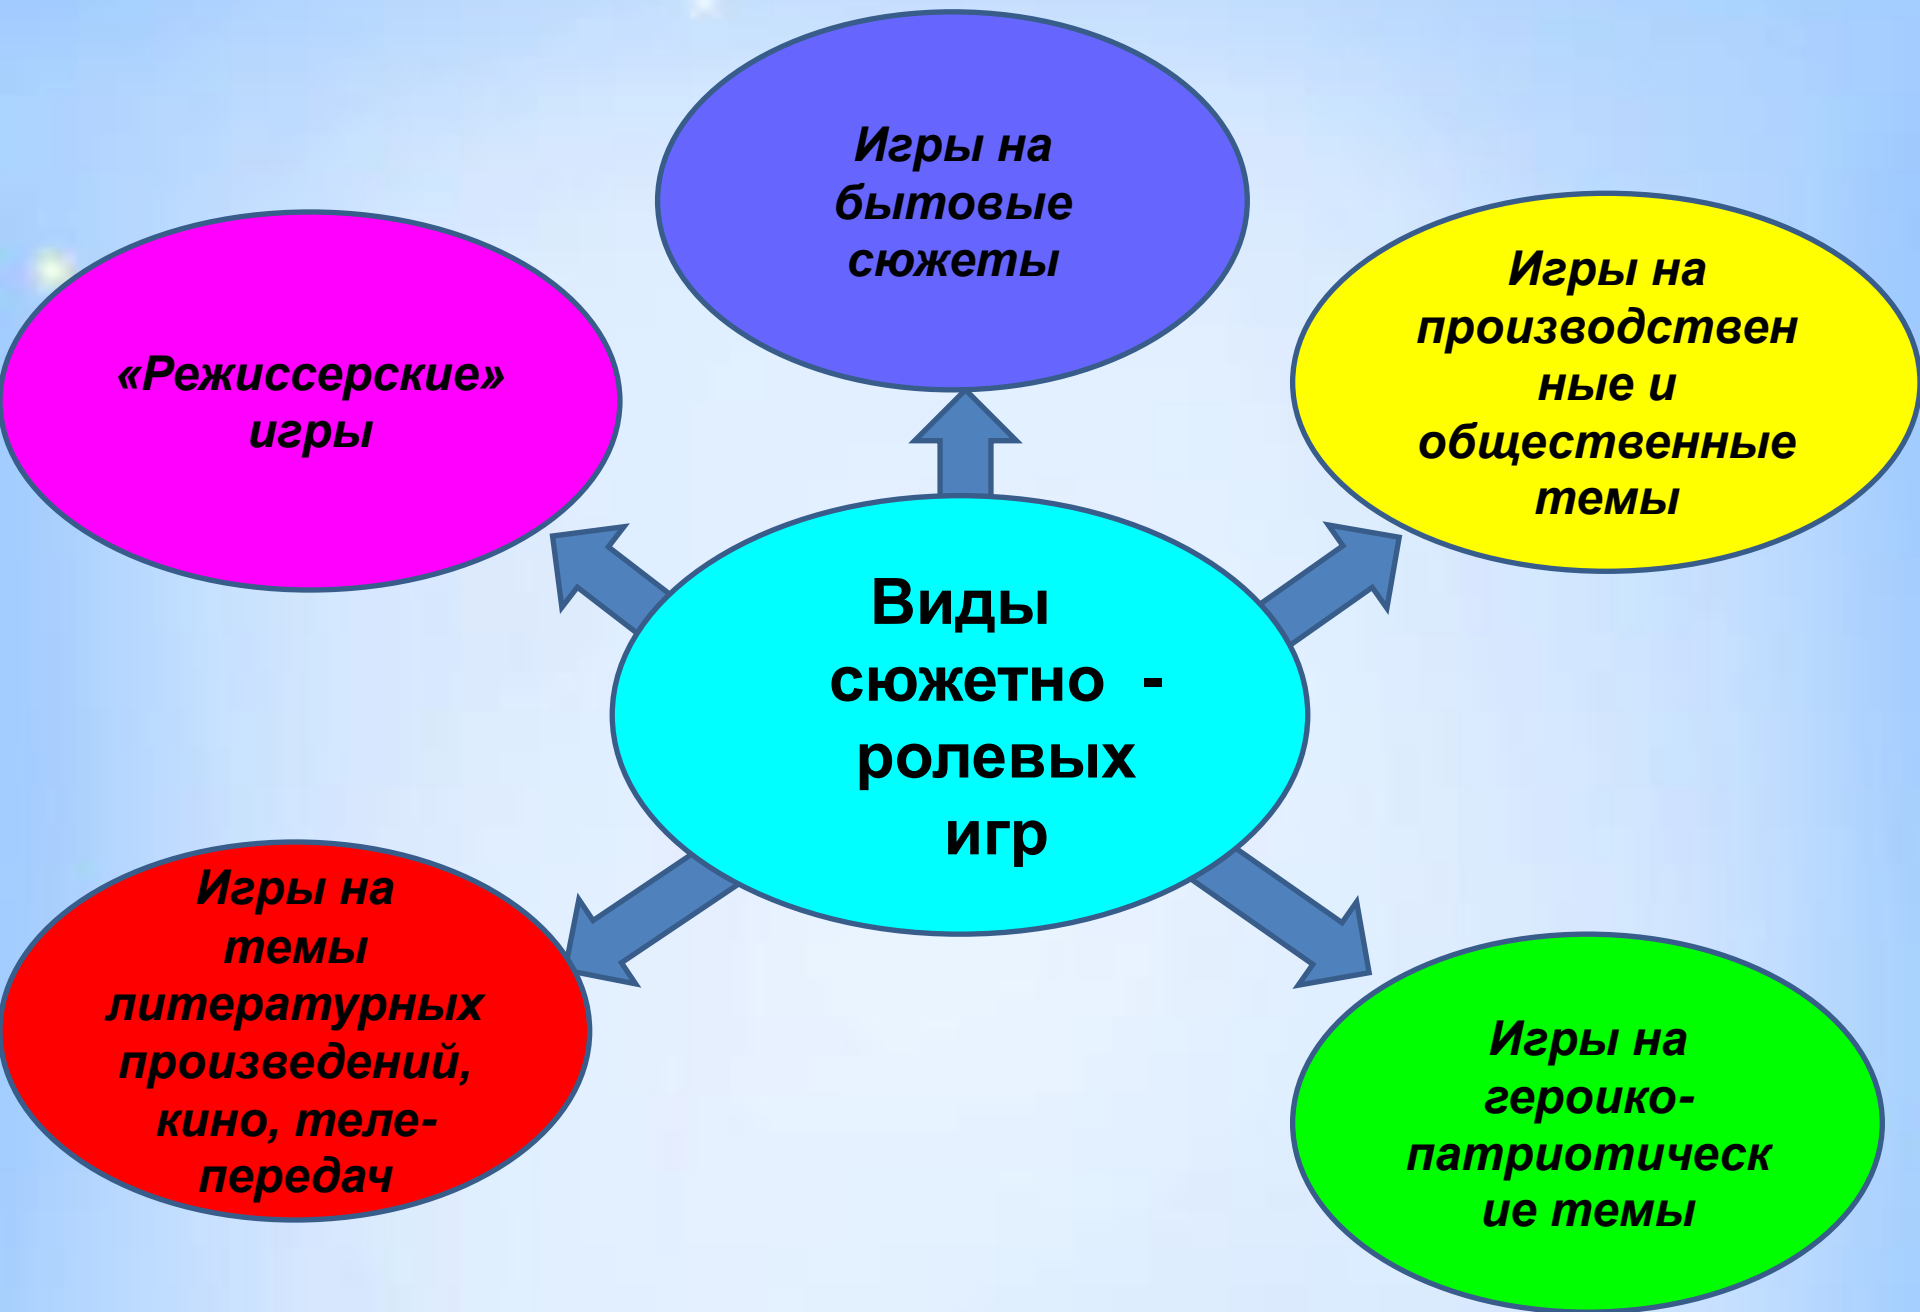 Игры на
бытовые
сюжеты
«Режиссерские»
игры
Игры на
производствен
ные и
общественные
темы
Виды
сюжетно -
ролевых
игр
Игры на
темы
литературных
произведений,
кино, теле-
передач
Игры на
героико-
патриотическ
ие темы